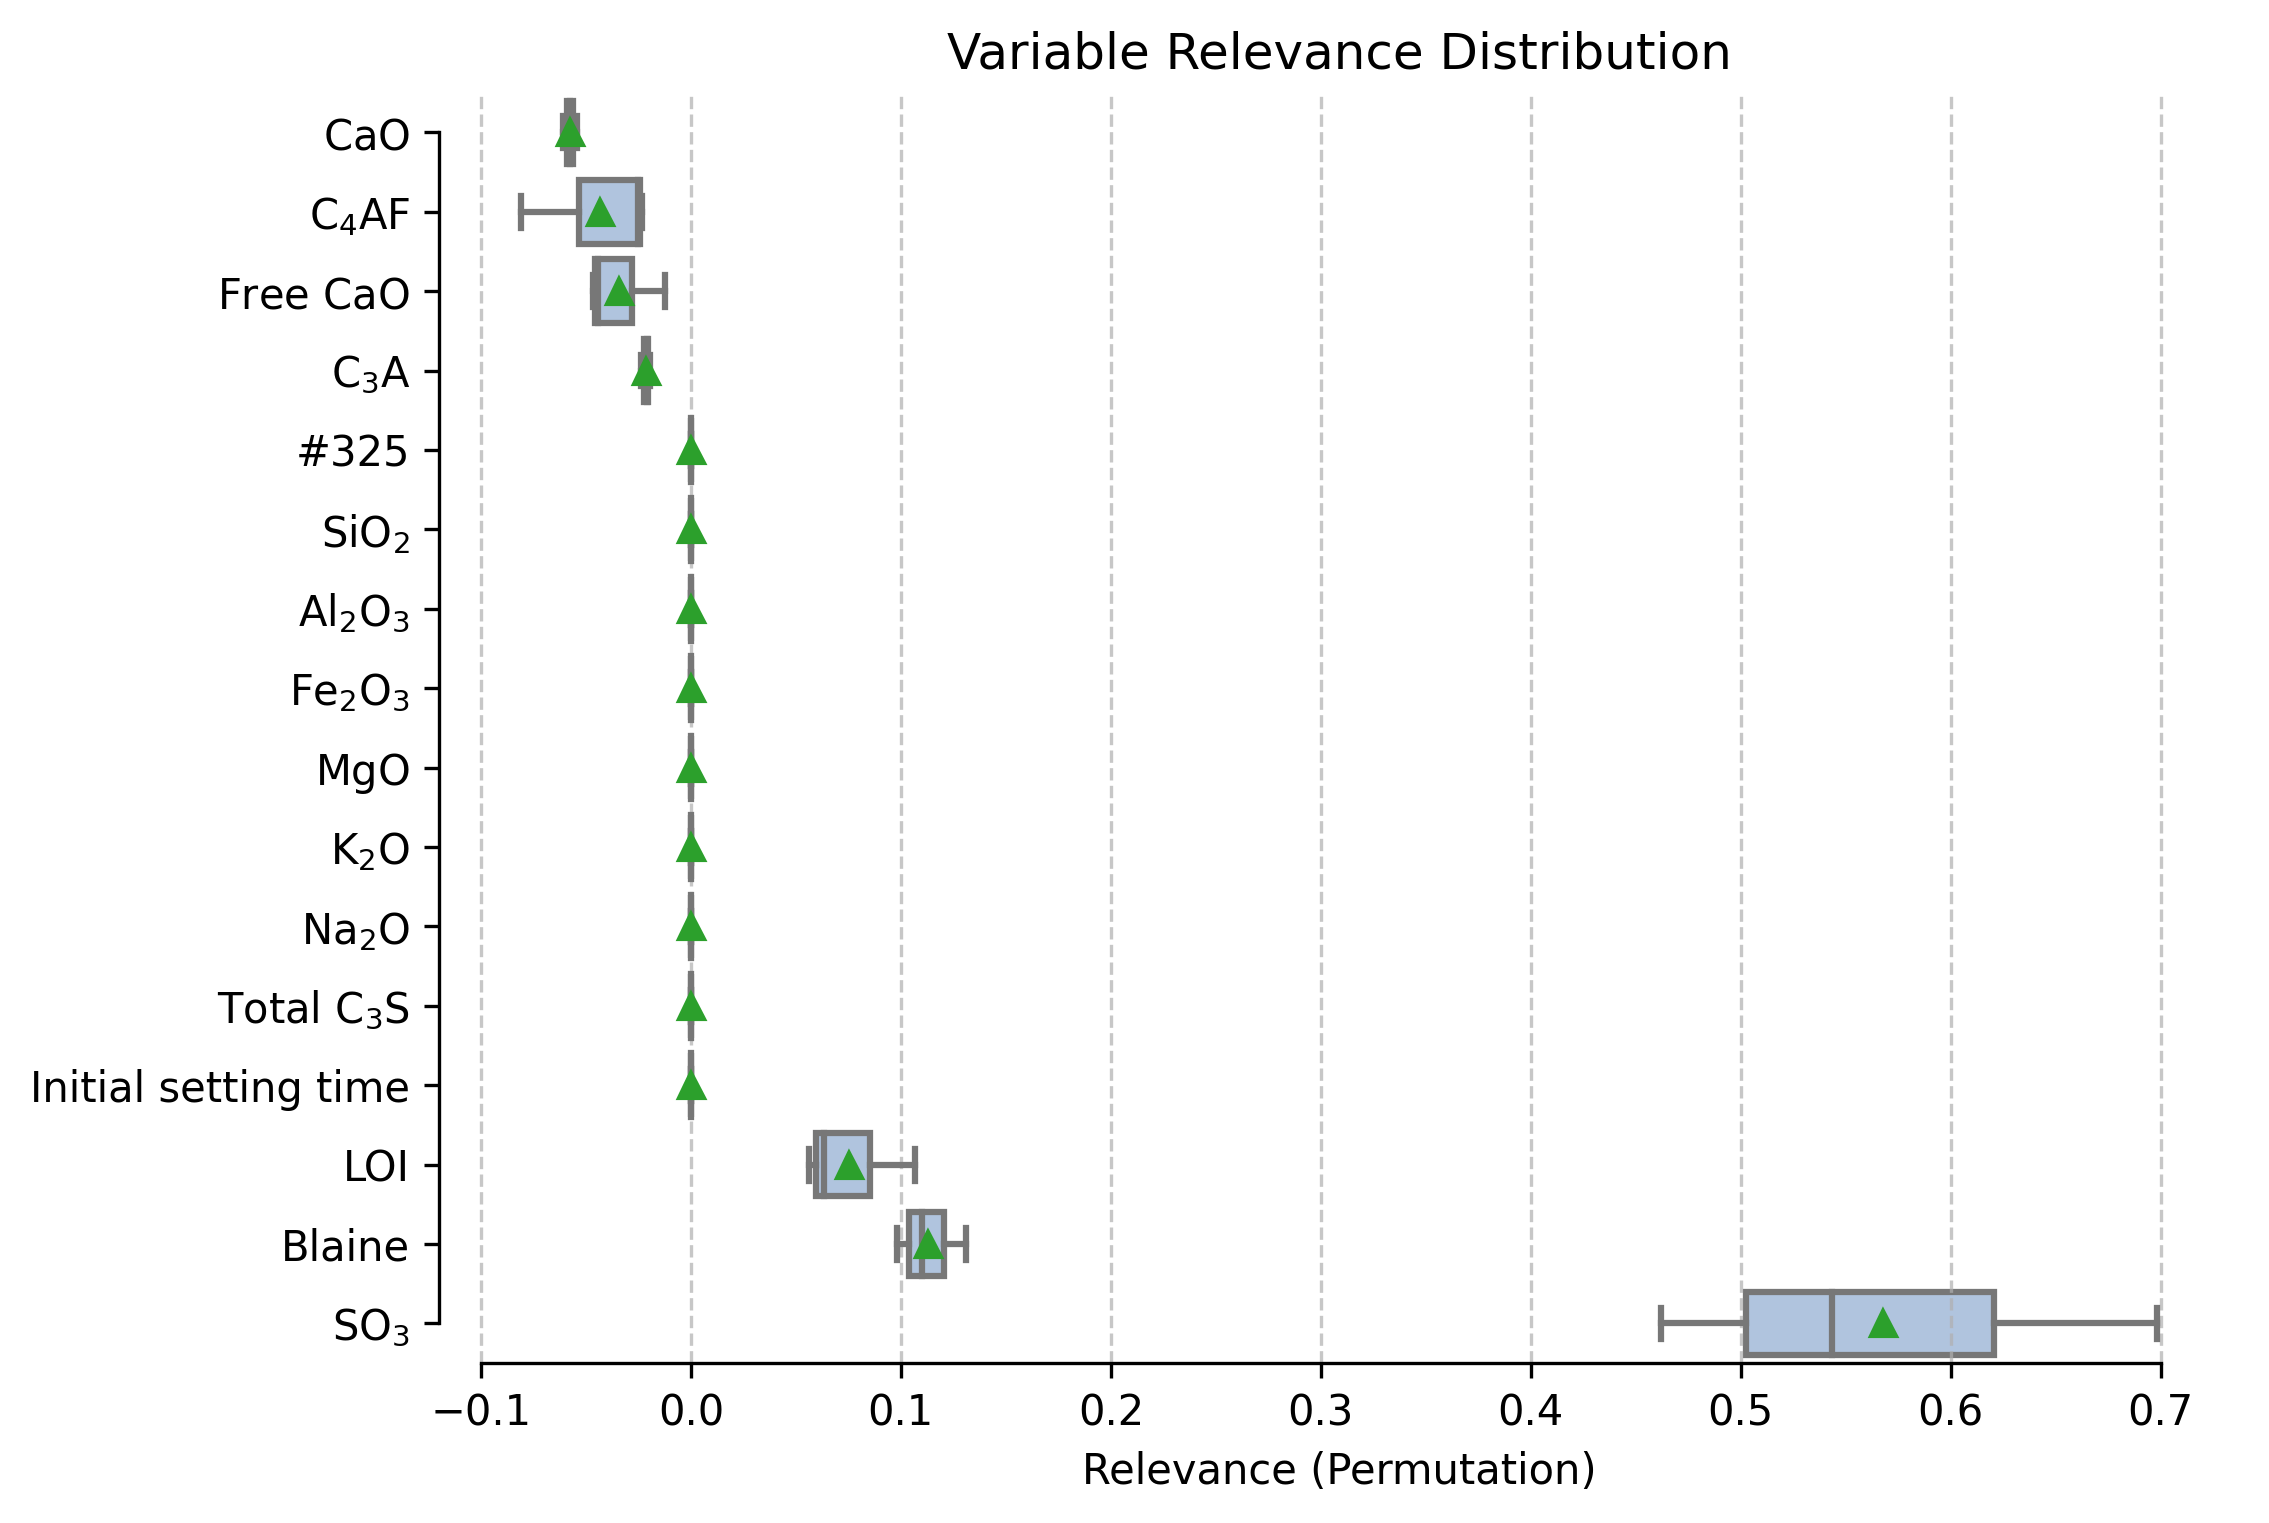 Variable Relevance Distribution
CaO
C₄AF
Free CaO
C₃A
#325
SiO₂
Al₂O₃
Fe₂O₃
MgO
K₂O
Na₂O
Total C₃S
Initial setting time
LOI
Blaine
SO₃
−0.1 0.0 0.1 0.2 0.3 0.4 0.5 0.6 0.7
Relevance (Permutation)